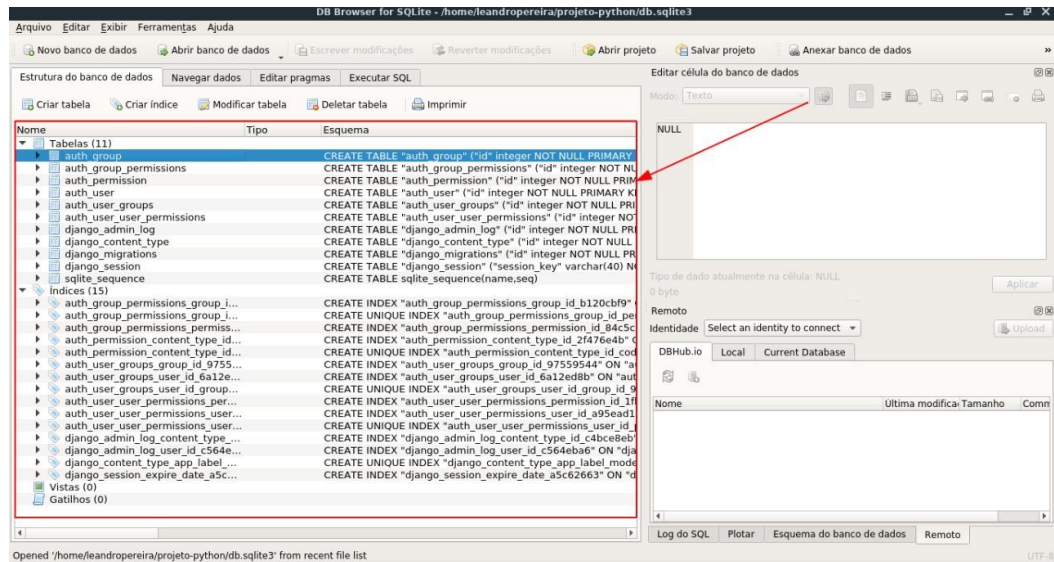 DB Browser for SQLite - /home/leandropereira/projeto-python/db.sqlite3
Arquivo Editar Exibir Ferramentas Ajuda
Novo banco de dados Abrir banco de dados Escrever modificações Reverter modificações Abrir projeto Salvar projeto Anexar banco de dados »
Estrutura do banco de dados Navegar dados Editar pragmas Executar SQL
Criar tabela Criar índice Modificar tabela Deletar tabela Imprimir
Nome Tipo Esquema
Tabelas (11)
auth_group CREATE TABLE "auth_group" ("id" integer NOT NULL PRIMARY
auth_group_permissions CREATE TABLE "auth_group_permissions" ("id" integer NOT NU
auth_permission CREATE TABLE "auth_permission" ("id" integer NOT NULL PRIM
auth_user CREATE TABLE "auth_user" ("id" integer NOT NULL PRIMARY KE
auth_user_groups CREATE TABLE "auth_user_groups" ("id" integer NOT NULL PRI
auth_user_user_permissions CREATE TABLE "auth_user_user_permissions" ("id" integer NOT
django_admin_log CREATE TABLE "django_admin_log" ("id" integer NOT NULL PRI
django_content_type CREATE TABLE "django_content_type" ("id" integer NOT NULL
django_migrations CREATE TABLE "django_migrations" ("id" integer NOT NULL PR
django_session CREATE TABLE "django_session" ("session_key" varchar(40) NO
sqlite_sequence CREATE TABLE sqlite_sequence(name,seq)
Índices (15)
auth_group_permissions_group_i... CREATE INDEX "auth_group_permissions_group_id_b120cbf9"
auth_group_permissions_group_i... CREATE UNIQUE INDEX "auth_group_permissions_group_id_pe
auth_group_permissions_permiss... CREATE INDEX "auth_group_permissions_permission_id_84c5c
auth_permission_content_type_id... CREATE INDEX "auth_permission_content_type_id_2f476e4b"
auth_permission_content_type_id... CREATE UNIQUE INDEX "auth_permission_content_type_id_cod
auth_user_groups_group_id_9755... CREATE INDEX "auth_user_groups_group_id_97559544" ON "a
auth_user_groups_user_id_6a12e... CREATE INDEX "auth_user_groups_user_id_6a12ed8b" ON "aut
auth_user_groups_user_id_group... CREATE UNIQUE INDEX "auth_user_groups_user_id_group_id_9
auth_user_user_permissions_per... CREATE INDEX "auth_user_user_permissions_permission_id_1f
auth_user_user_permissions_user... CREATE INDEX "auth_user_user_permissions_user_id_a95ead1
auth_user_user_permissions_user... CREATE UNIQUE INDEX "auth_user_user_permissions_user_id_
django_admin_log_content_type_... CREATE INDEX "django_admin_log_content_type_id_c4bce8eb"
django_admin_log_user_id_c564e... CREATE INDEX "django_admin_log_user_id_c564eba6" ON "dja
django_content_type_app_label_... CREATE UNIQUE INDEX "django_content_type_app_label_mode
django_session_expire_date_a5c... CREATE INDEX "django_session_expire_date_a5c62663" ON "d
Vistas (0)
Gatilhos (0)
Editar célula do banco de dados
Modo: Texto
NULL
Tipo de dado atualmente na célula: NULL
0 byte
Aplicar
Remoto
Identidade Select an identity to connect Upload
DBHub.io Local Current Database
Nome Última modifica Tamanho Comm
Log do SQL Plotar Esquema do banco de dados Remoto
Opened '/home/leandropereira/projeto-python/db.sqlite3' from recent file list UTF-8